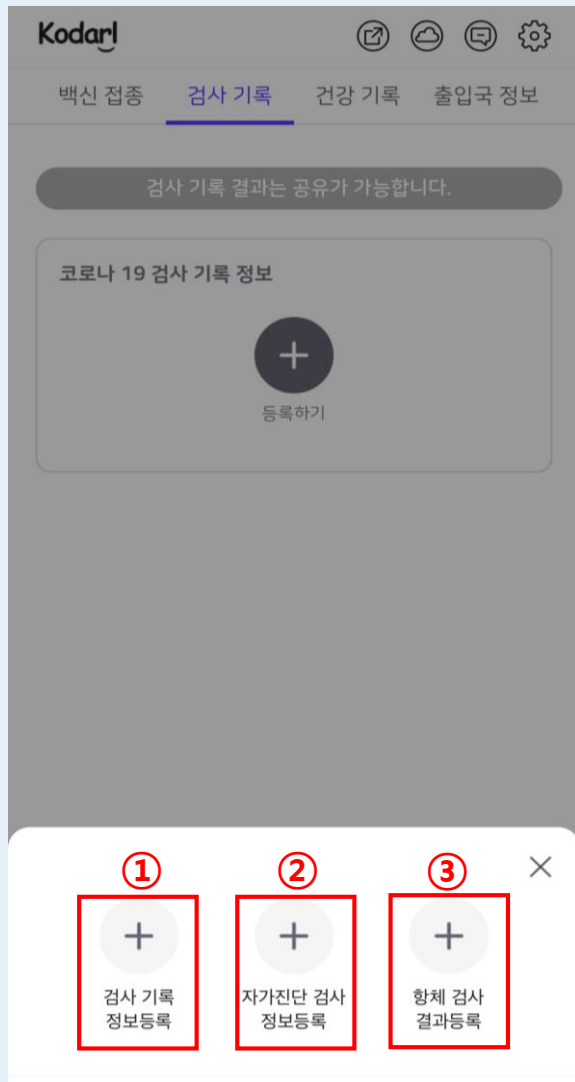 Kodarl
백신 접종 검사 기록 건강 기록 출입국 정보
검사 기록 결과는 공유가 가능합니다.
코로나 19 검사 기록 정보
등록하기
① ② ③
검사 기록 자가진단 검사 항체 검사
정보등록 정보등록 결과등록